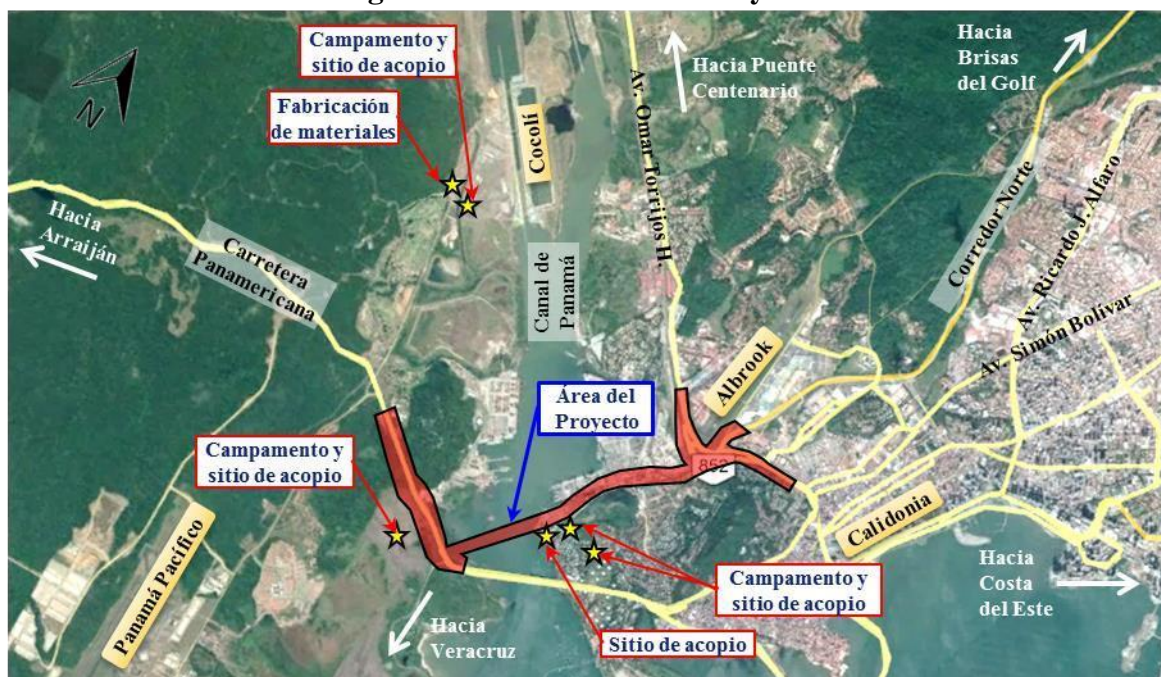 Campamento y
sitio de acopio
Fabricación
de materiales
Cocolí
Av. Omar Torrijos H.
Hacia Puente
Centenario
Hacia
Brisas
del Golf
Corredor Norte
Av. Ricardo J. Alfaro
Av. Simón Bolívar
N
Hacia
Arraiján
Carretera
Panamericana
Canal de
Panamá
Albrook
Área del
Proyecto
Campamento y
sitio de acopio
852
Calidonia
Panamá Pacífico
Hacia
Veracruz
Campamento y
sitio de acopio
Sitio de acopio
Hacia
Costa
del Este